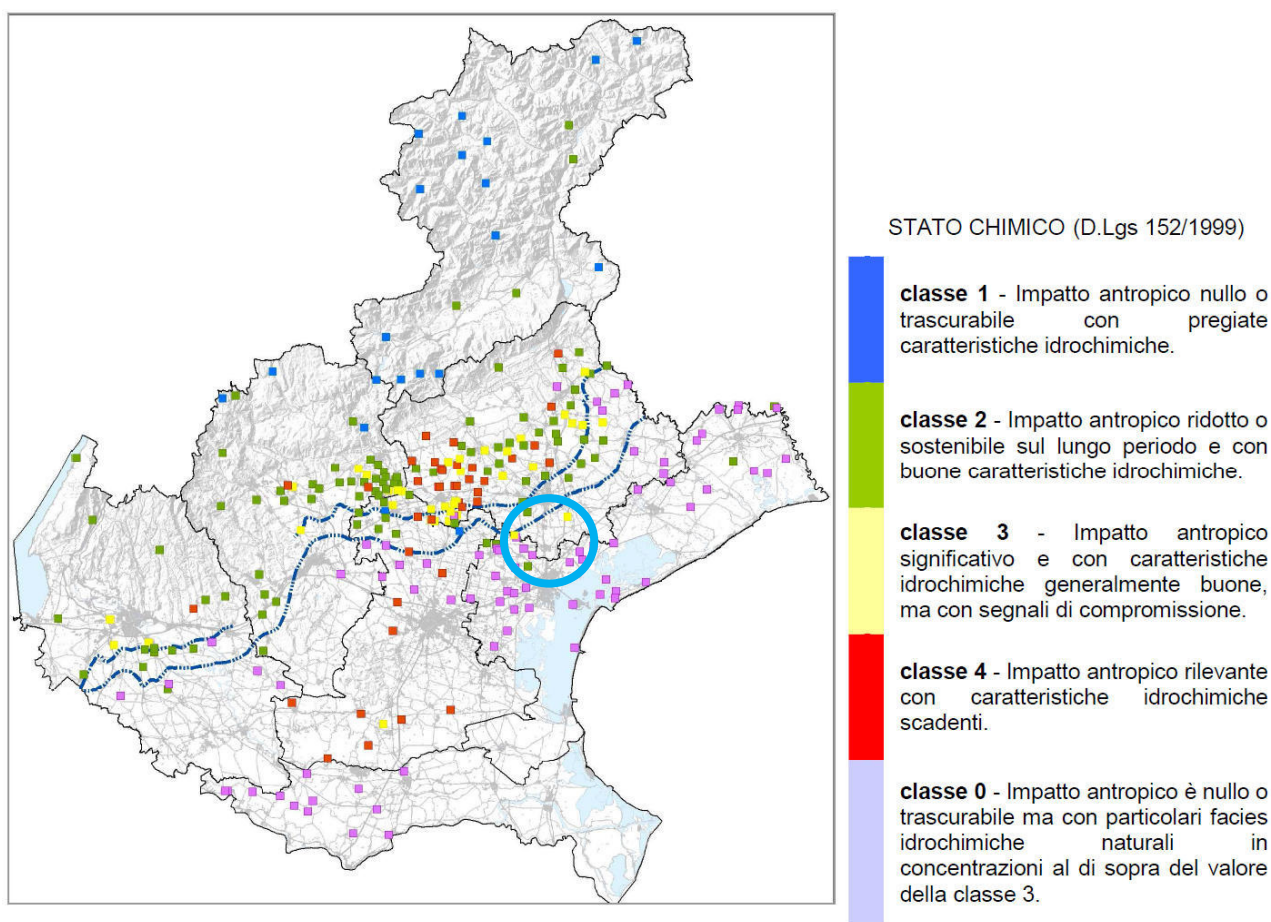 STATO CHIMICO (D.Lgs 152/1999)
classe 1 - Impatto antropico nullo o
trascurabile con pregiate
caratteristiche idrochimiche.
classe 2 - Impatto antropico ridotto o
sostenibile sul lungo periodo e con
buone caratteristiche idrochimiche.
classe 3 - Impatto antropico
significativo e con caratteristiche
idrochimiche generalmente buone,
ma con segnali di compromissione.
classe 4 - Impatto antropico rilevante
con caratteristiche idrochimiche
scadenti.
classe 0 - Impatto antropico è nullo o
trascurabile ma con particolari facies
idrochimiche naturali in
concentrazioni al di sopra del valore
della classe 3.